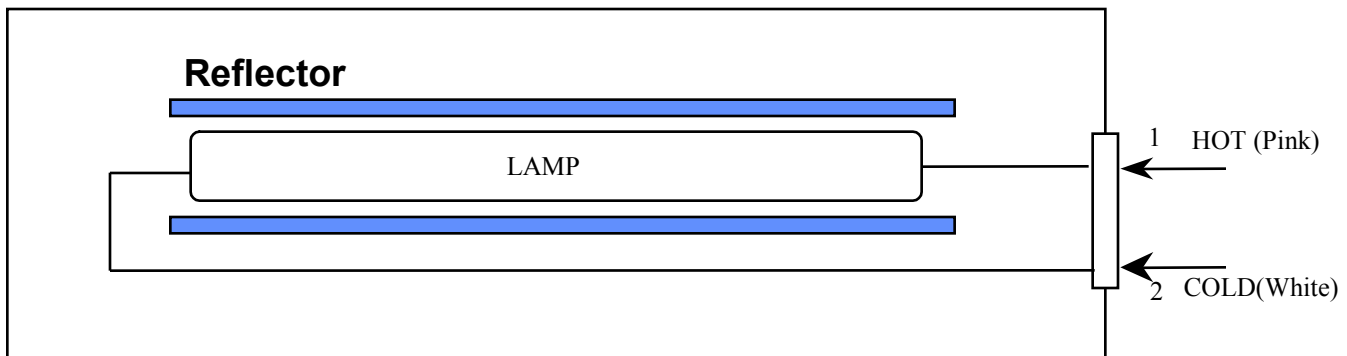 Reflector
LAMP
1
HOT (Pink)
2
COLD(White)